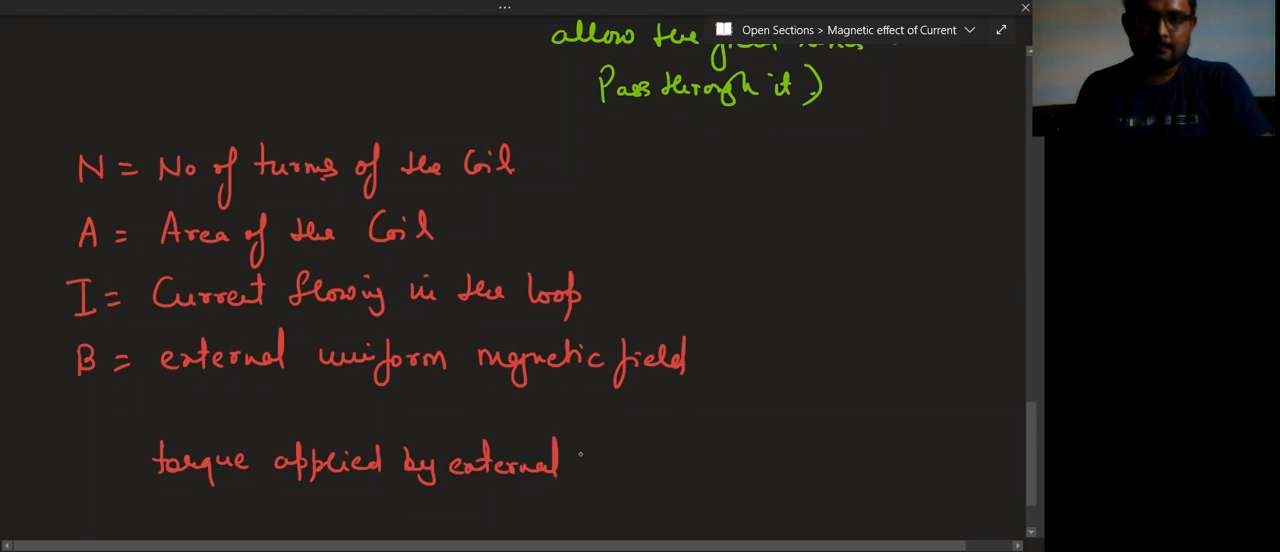 ...
Open Sections > Magnetic effect of Current
allow the
Pass through it)
N = No of turns of the Coil
A = Area of the Coil
I = Current flowing in the loop
B = external uniform megnetic field
torque applied by external